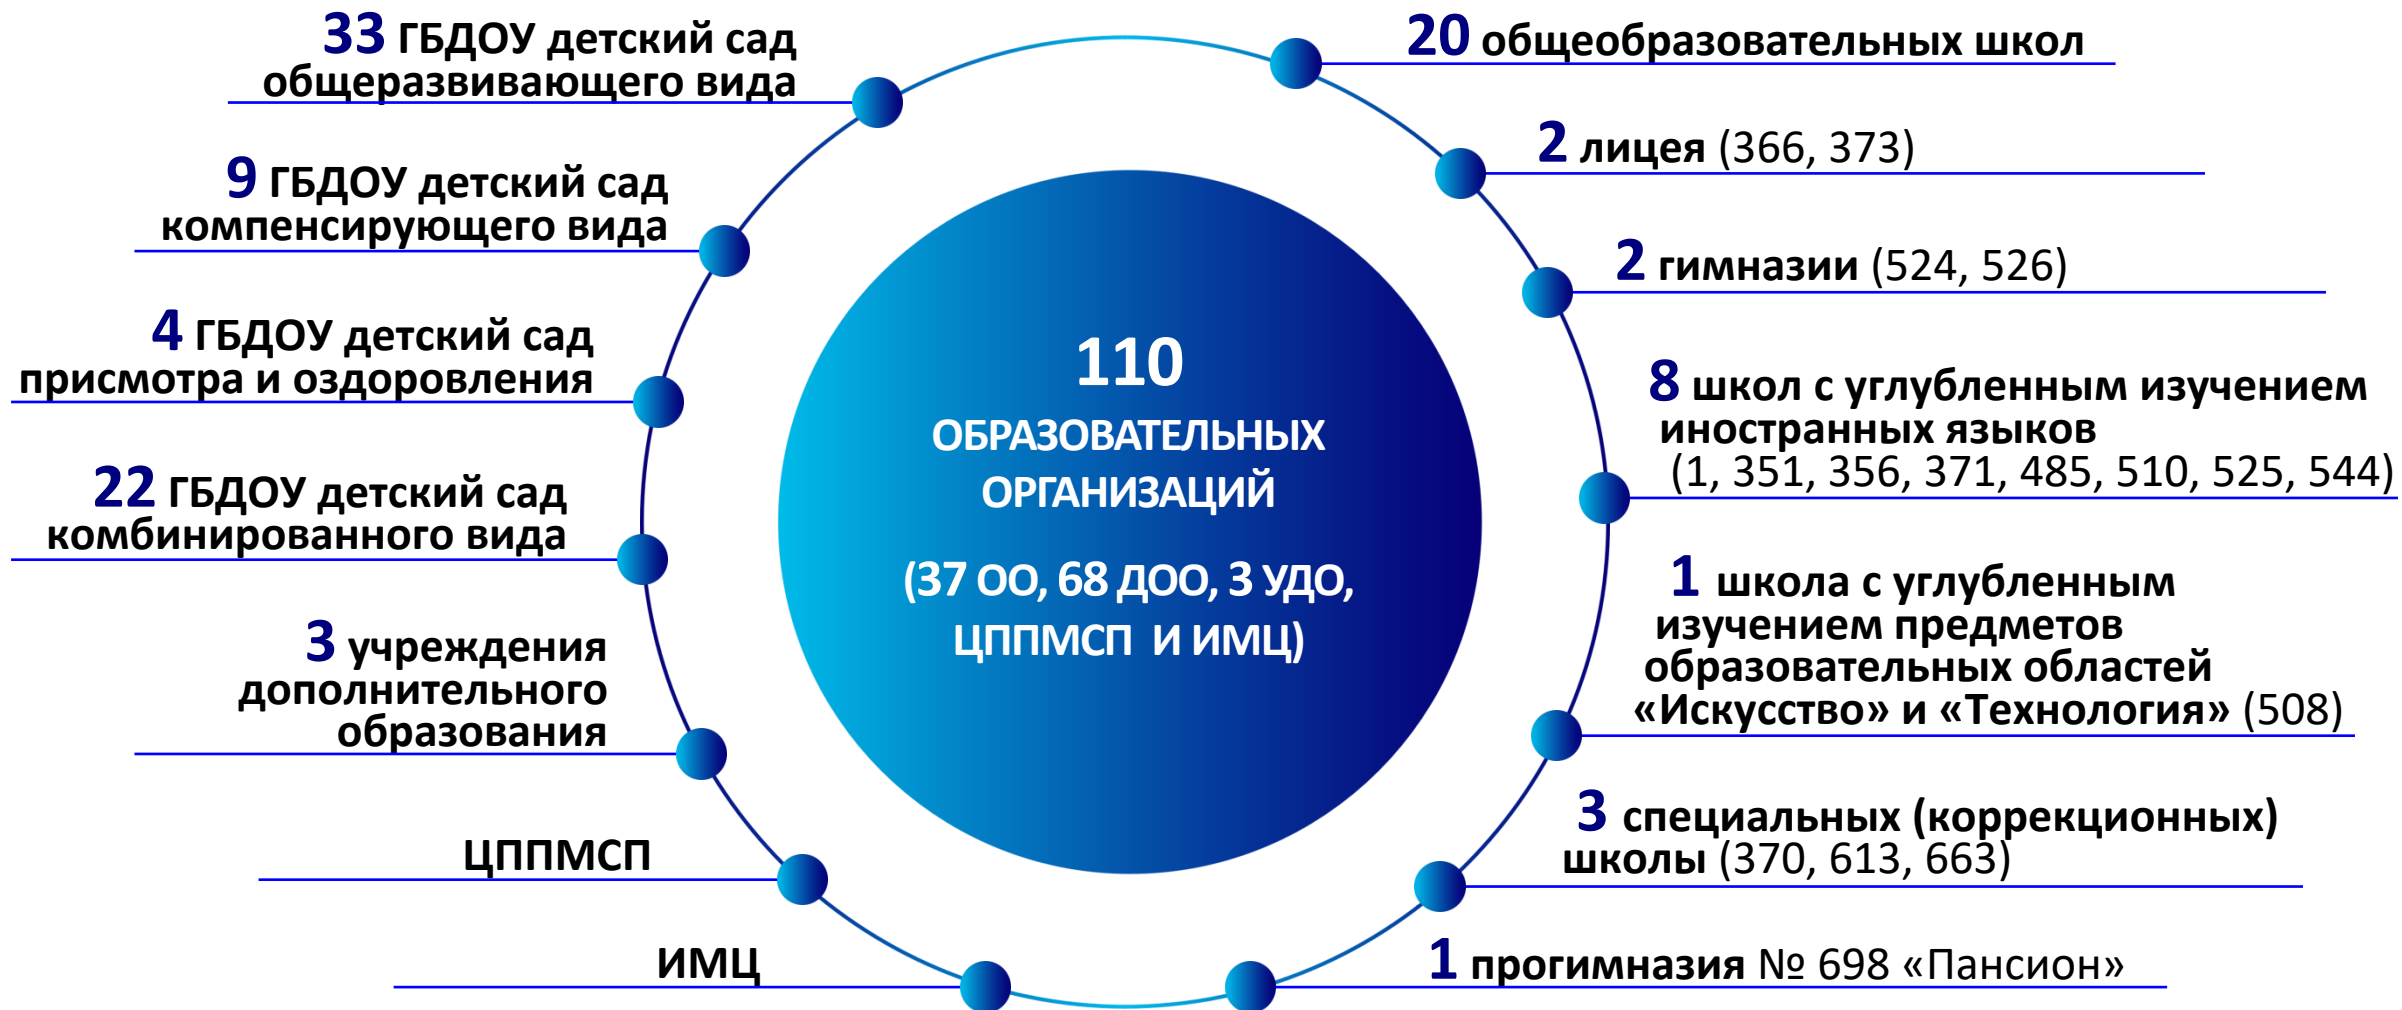 33 ГБДОУ детский сад
общеразвивающего вида
9 ГБДОУ детский сад
компенсирующего вида
4 ГБДОУ детский сад
присмотра и оздоровления
22 ГБДОУ детский сад
комбинированного вида
3 учреждения
дополнительного
образования
ЦППМСП
ИМЦ
110
ОБРАЗОВАТЕЛЬНЫХ
ОРГАНИЗАЦИЙ
(37 ОО, 68 ДОО, 3 УДО,
ЦППМСП И ИМЦ)
20 общеобразовательных школ
2 лицея (366, 373)
2 гимназии (524, 526)
8 школ с углубленным изучением
иностранных языков
(1, 351, 356, 371, 485, 510, 525, 544)
1 школа с углубленным
изучением предметов
образовательных областей
«Искусство» и «Технология» (508)
3 специальных (коррекционных)
школы (370, 613, 663)
1 прогимназия № 698 «Пансион»